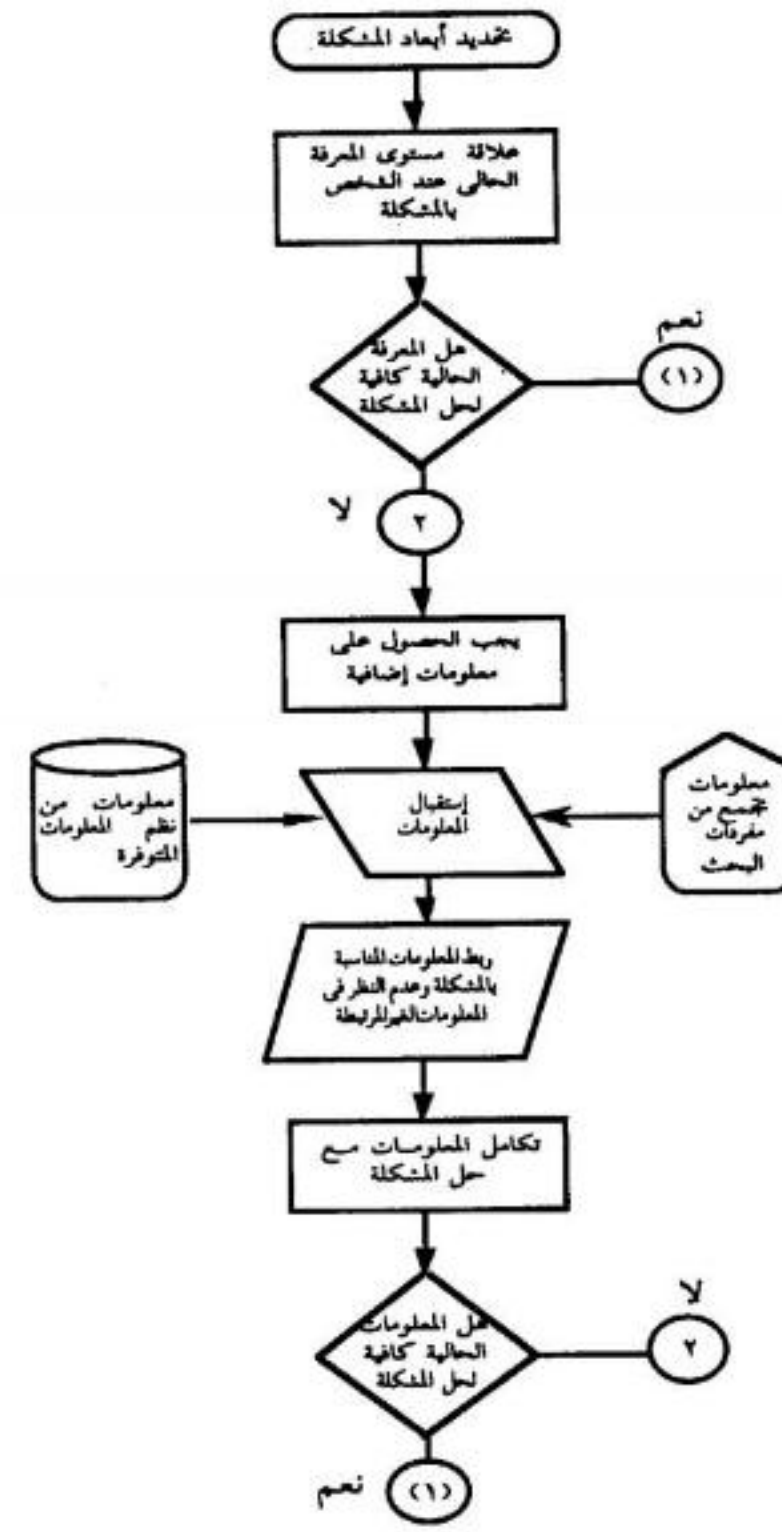 تحديد أبعاد المشكلة
علاقة مستوى المعرفة
الحالى عند الشخص
بالمشكلة
هل المعرفة
الحالية كافية
لحل المشكلة
نعم
(١)
لا
٢
يجب الحصول على
معلومات إضافية
معلومات
تجمع من
مفردات
البحث
إستقبال
المعلومات
معلومات من
نظم المعلومات
المتوفرة
ربط المعلومات المناسبة
بالمشكلة وعدم النظر فى
المعلومات الغير المرتبطة
تكامل المعلومات مع
حل المشكلة
هل المعلومات
الحالية كافية
لحل المشكلة
لا
٢
نعم
(١)